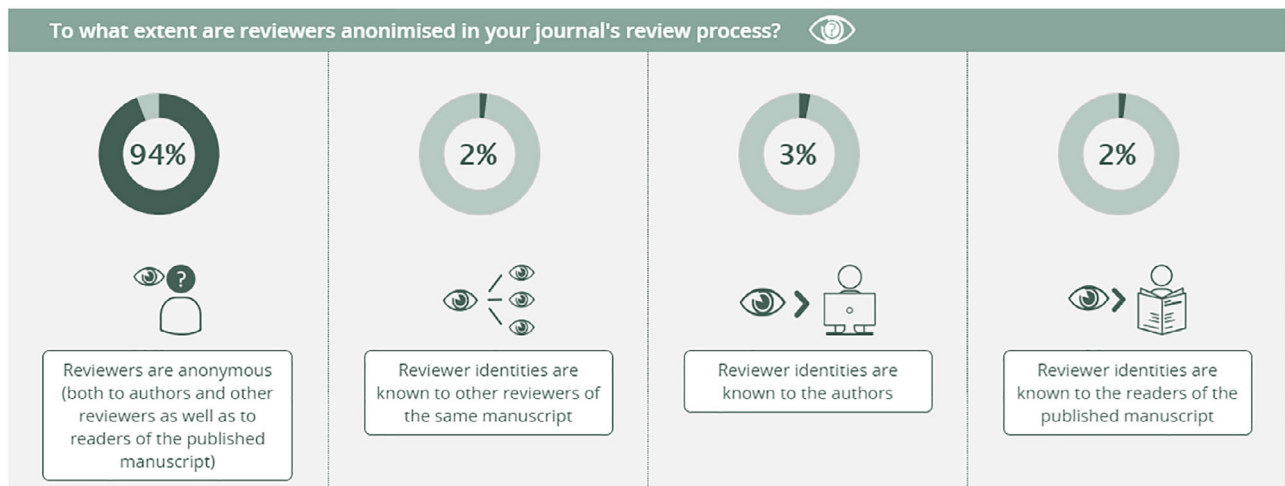 To what extent are reviewers anonimised in your journal's review process?
?
94%
2%
3%
2%
?
Reviewers are anonymous
(both to authors and other
reviewers as well as to
readers of the published
manuscript)
Reviewer identities are
known to other reviewers of
the same manuscript
Reviewer identities are
known to the authors
Reviewer identities are
known to the readers of the
published manuscript